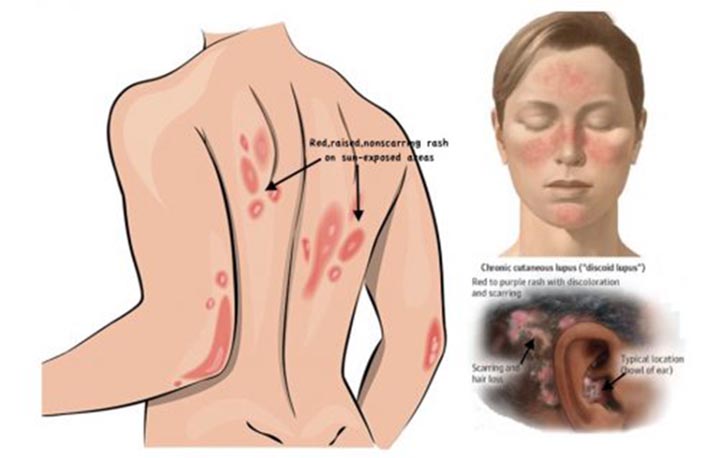 Red,raised,nonscarring rash
on sun-exposed areas
Chronic cutaneous lupus ("discoid lupus")
Red to purple rash with discoloration
and scarring
Scarring and
hair loss
Typical location
(bowl of ear)